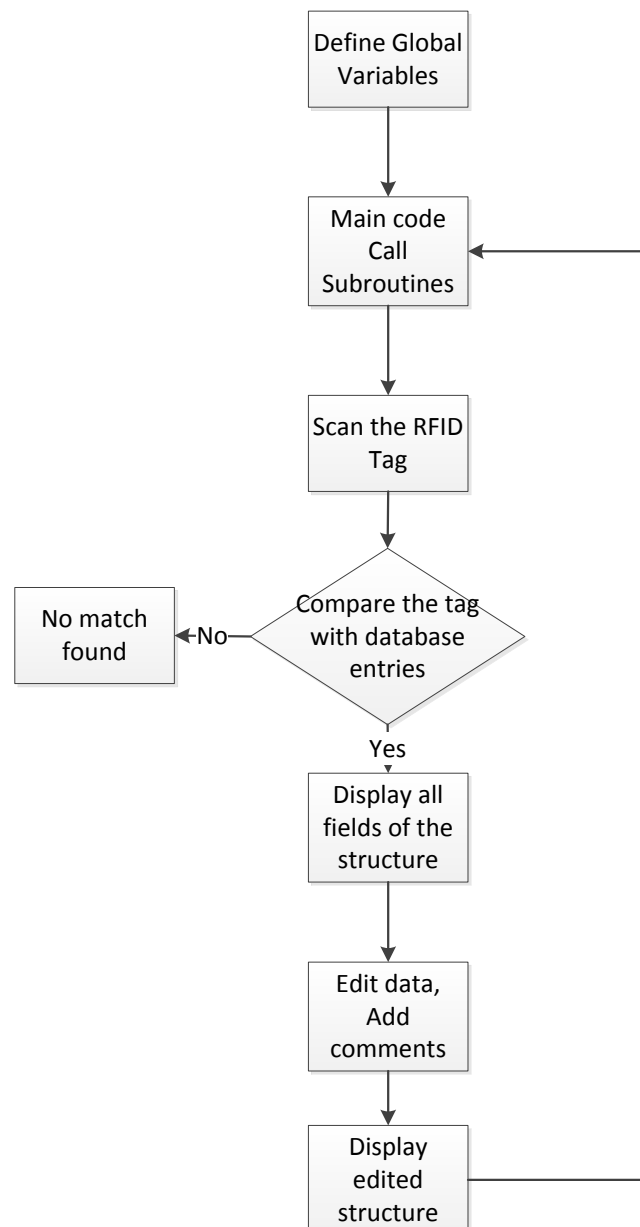 Define Global
Variables
Main code
Call
Subroutines
Scan the RFID
Tag
Compare the tag
with database
entries
No
No match
found
Yes
Display all
fields of the
structure
Edit data,
Add
comments
Display
edited
structure